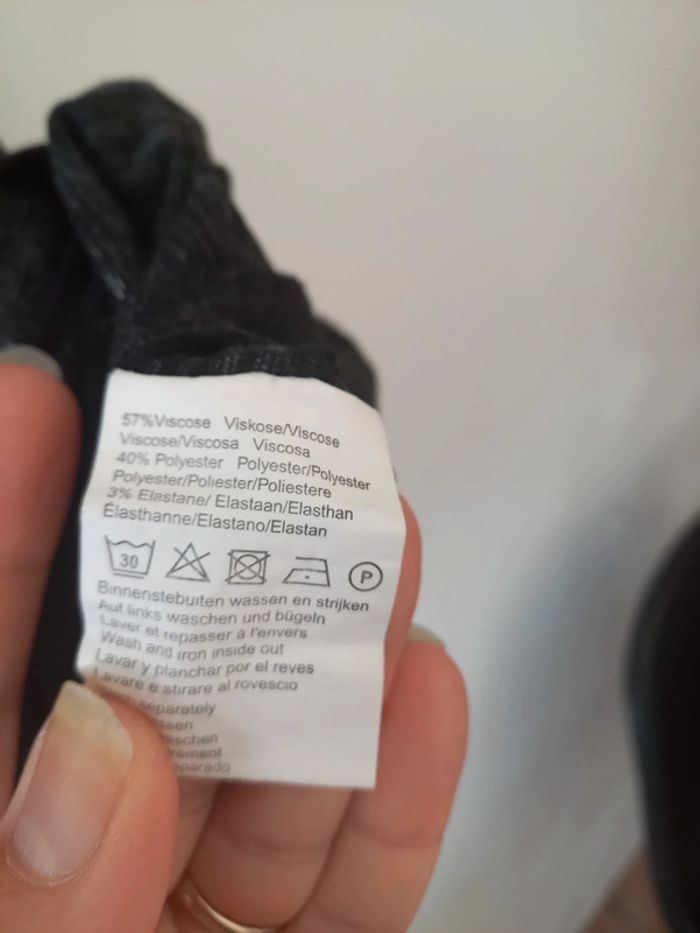 57%Viscose Viskose/Viscose
Viscose/Viscosa Viscosa
40% Polyester Polyester/Polyester
Polyester/Poliester/Poliestere
3% Elastane/ Elastaan/Elasthan
Élasthanne/Elastano/Elastan
30 P
Binnenstebuiten wassen en strijken
Auf links waschen und bügeln
Laver et repasser à l'envers
Wash and iron inside out
Lavar y planchar por el reves
Lavare e stirare al rovescio
separately